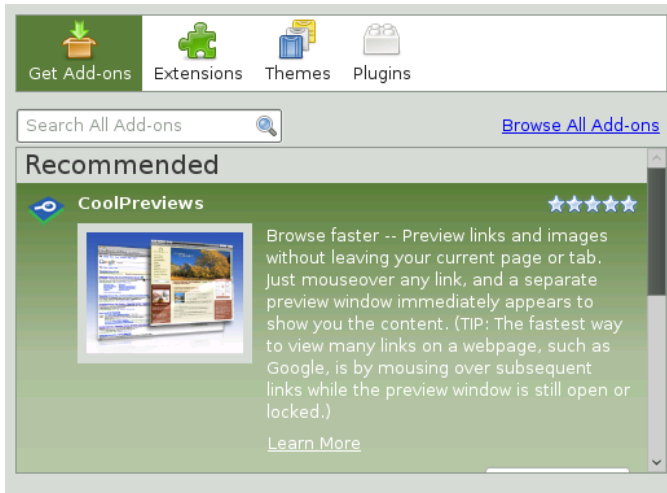 Get Add-ons Extensions Themes Plugins
Search All Add-ons Browse All Add-ons
Recommended
CoolPreviews
Browse faster -- Preview links and images
without leaving your current page or tab.
Just mouseover any link, and a separate
preview window immediately appears to
show you the content. (TIP: The fastest way
to view many links on a webpage, such as
Google, is by mousing over subsequent
links while the preview window is still open or
locked.)
Learn More